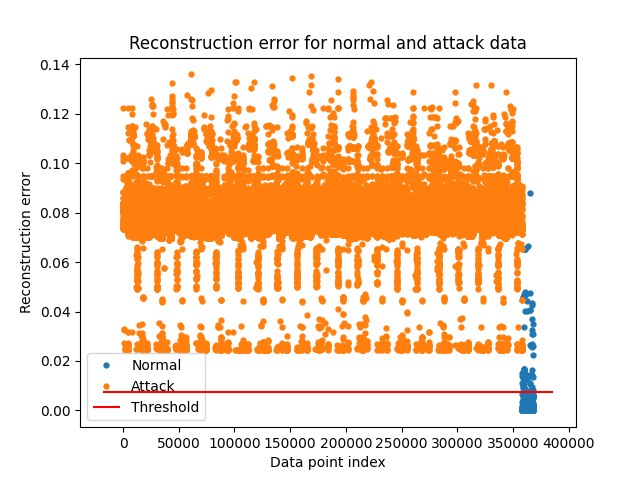 Reconstruction error for normal and attack data
Reconstruction error
0.14
0.12
0.10
0.08
0.06
0.04
0.02
0.00
Normal
Attack
Threshold
0 50000 100000 150000 200000 250000 300000 350000 400000
Data point index